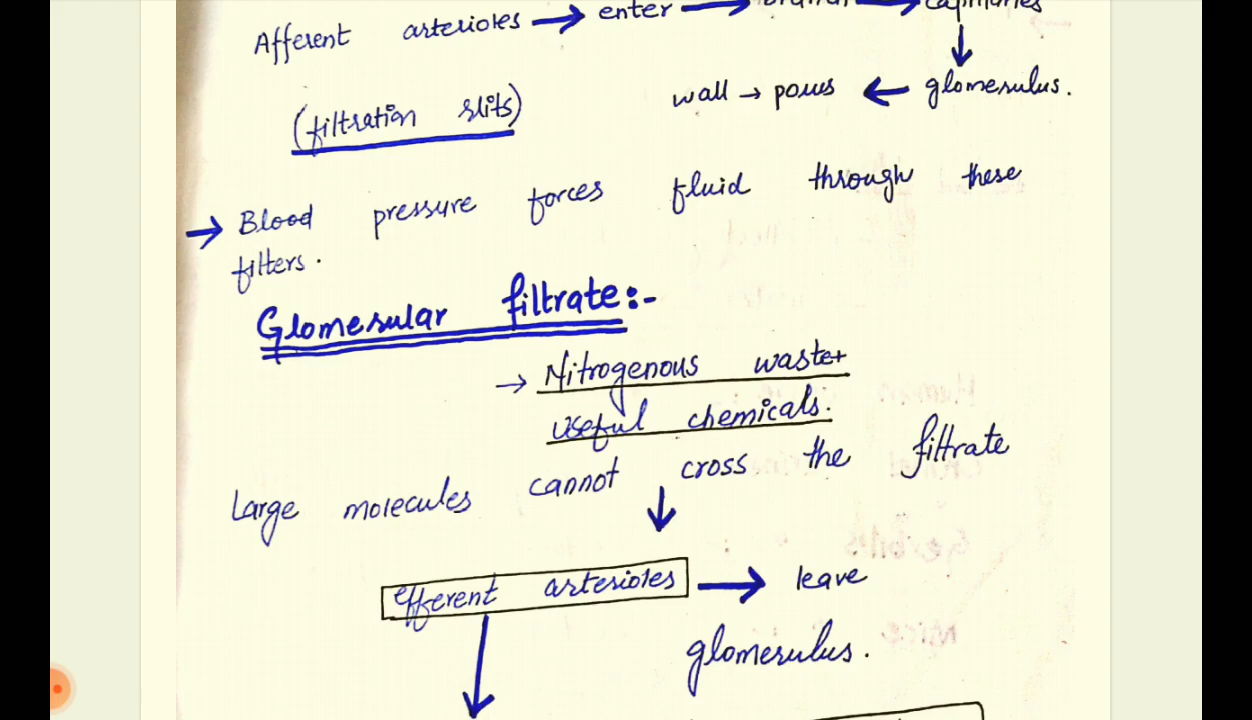 Afferent arterioles → enter → → capillaries
↓
wall → pores ← glomerulus.
(filtration slits)
→ Blood pressure forces fluid through these
filters.
Glomerular filtrate:-
→ Nitrogenous waste+
useful chemicals.
Large molecules cannot cross the filtrate
↓
efferent arterioles → leave
glomerulus.
↓